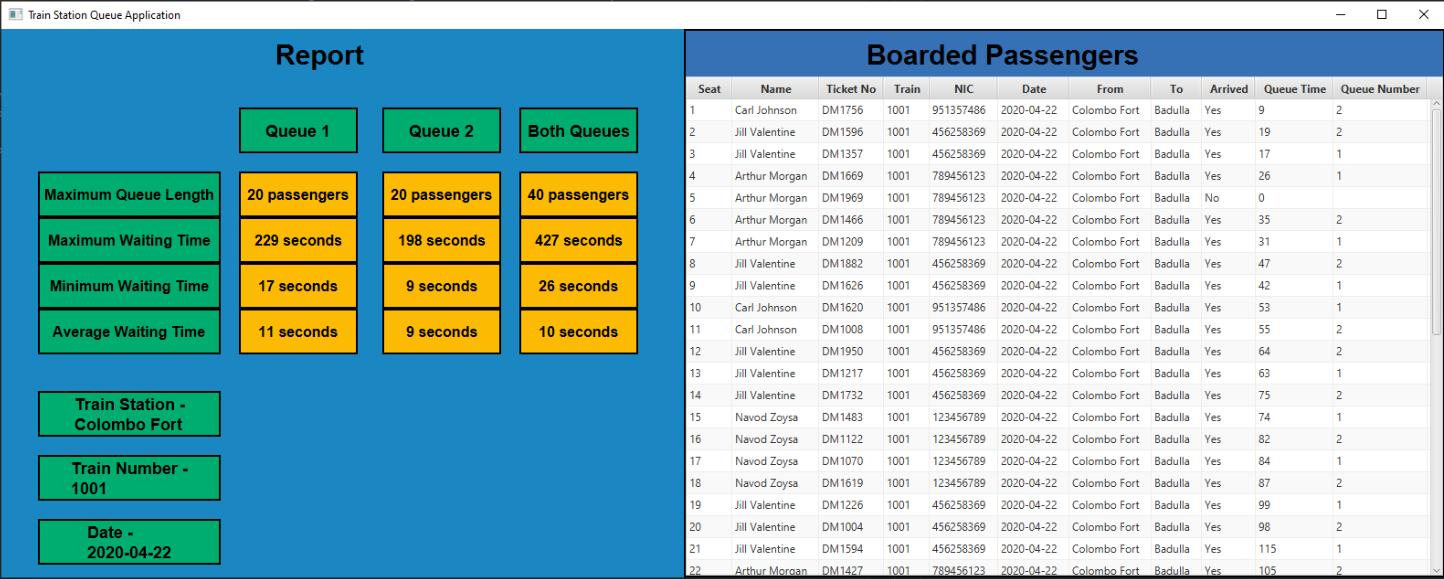 Train Station Queue Application
Report
Queue 1 Queue 2 Both Queues
Maximum Queue Length 20 passengers 20 passengers 40 passengers
Maximum Waiting Time 229 seconds 198 seconds 427 seconds
Minimum Waiting Time 17 seconds 9 seconds 26 seconds
Average Waiting Time 11 seconds 9 seconds 10 seconds
Train Station -
Colombo Fort
Train Number -
1001
Date -
2020-04-22
Boarded Passengers
Seat Name Ticket No Train NIC Date From To Arrived Queue Time Queue Number
1 Carl Johnson DM1756 1001 951357486 2020-04-22 Colombo Fort Badulla Yes 9 2
2 Jill Valentine DM1596 1001 456258369 2020-04-22 Colombo Fort Badulla Yes 19 2
3 Jill Valentine DM1357 1001 456258369 2020-04-22 Colombo Fort Badulla Yes 17 1
4 Arthur Morgan DM1669 1001 789456123 2020-04-22 Colombo Fort Badulla Yes 26 1
5 Arthur Morgan DM1969 1001 789456123 2020-04-22 Colombo Fort Badulla No 0
6 Arthur Morgan DM1466 1001 789456123 2020-04-22 Colombo Fort Badulla Yes 35 2
7 Arthur Morgan DM1209 1001 789456123 2020-04-22 Colombo Fort Badulla Yes 31 1
8 Jill Valentine DM1882 1001 456258369 2020-04-22 Colombo Fort Badulla Yes 47 2
9 Jill Valentine DM1626 1001 456258369 2020-04-22 Colombo Fort Badulla Yes 42 1
10 Carl Johnson DM1620 1001 951357486 2020-04-22 Colombo Fort Badulla Yes 53 1
11 Carl Johnson DM1008 1001 951357486 2020-04-22 Colombo Fort Badulla Yes 55 2
12 Jill Valentine DM1950 1001 456258369 2020-04-22 Colombo Fort Badulla Yes 64 2
13 Jill Valentine DM1217 1001 456258369 2020-04-22 Colombo Fort Badulla Yes 63 1
14 Jill Valentine DM1732 1001 456258369 2020-04-22 Colombo Fort Badulla Yes 75 2
15 Navod Zoysa DM1483 1001 123456789 2020-04-22 Colombo Fort Badulla Yes 74 1
16 Navod Zoysa DM1122 1001 123456789 2020-04-22 Colombo Fort Badulla Yes 82 2
17 Navod Zoysa DM1070 1001 123456789 2020-04-22 Colombo Fort Badulla Yes 84 1
18 Navod Zoysa DM1619 1001 123456789 2020-04-22 Colombo Fort Badulla Yes 87 2
19 Jill Valentine DM1226 1001 456258369 2020-04-22 Colombo Fort Badulla Yes 99 1
20 Jill Valentine DM1004 1001 456258369 2020-04-22 Colombo Fort Badulla Yes 98 2
21 Jill Valentine DM1594 1001 456258369 2020-04-22 Colombo Fort Badulla Yes 115 1
22 Arthur Morgan DM1427 1001 789456123 2020-04-22 Colombo Fort Badulla Yes 105 2